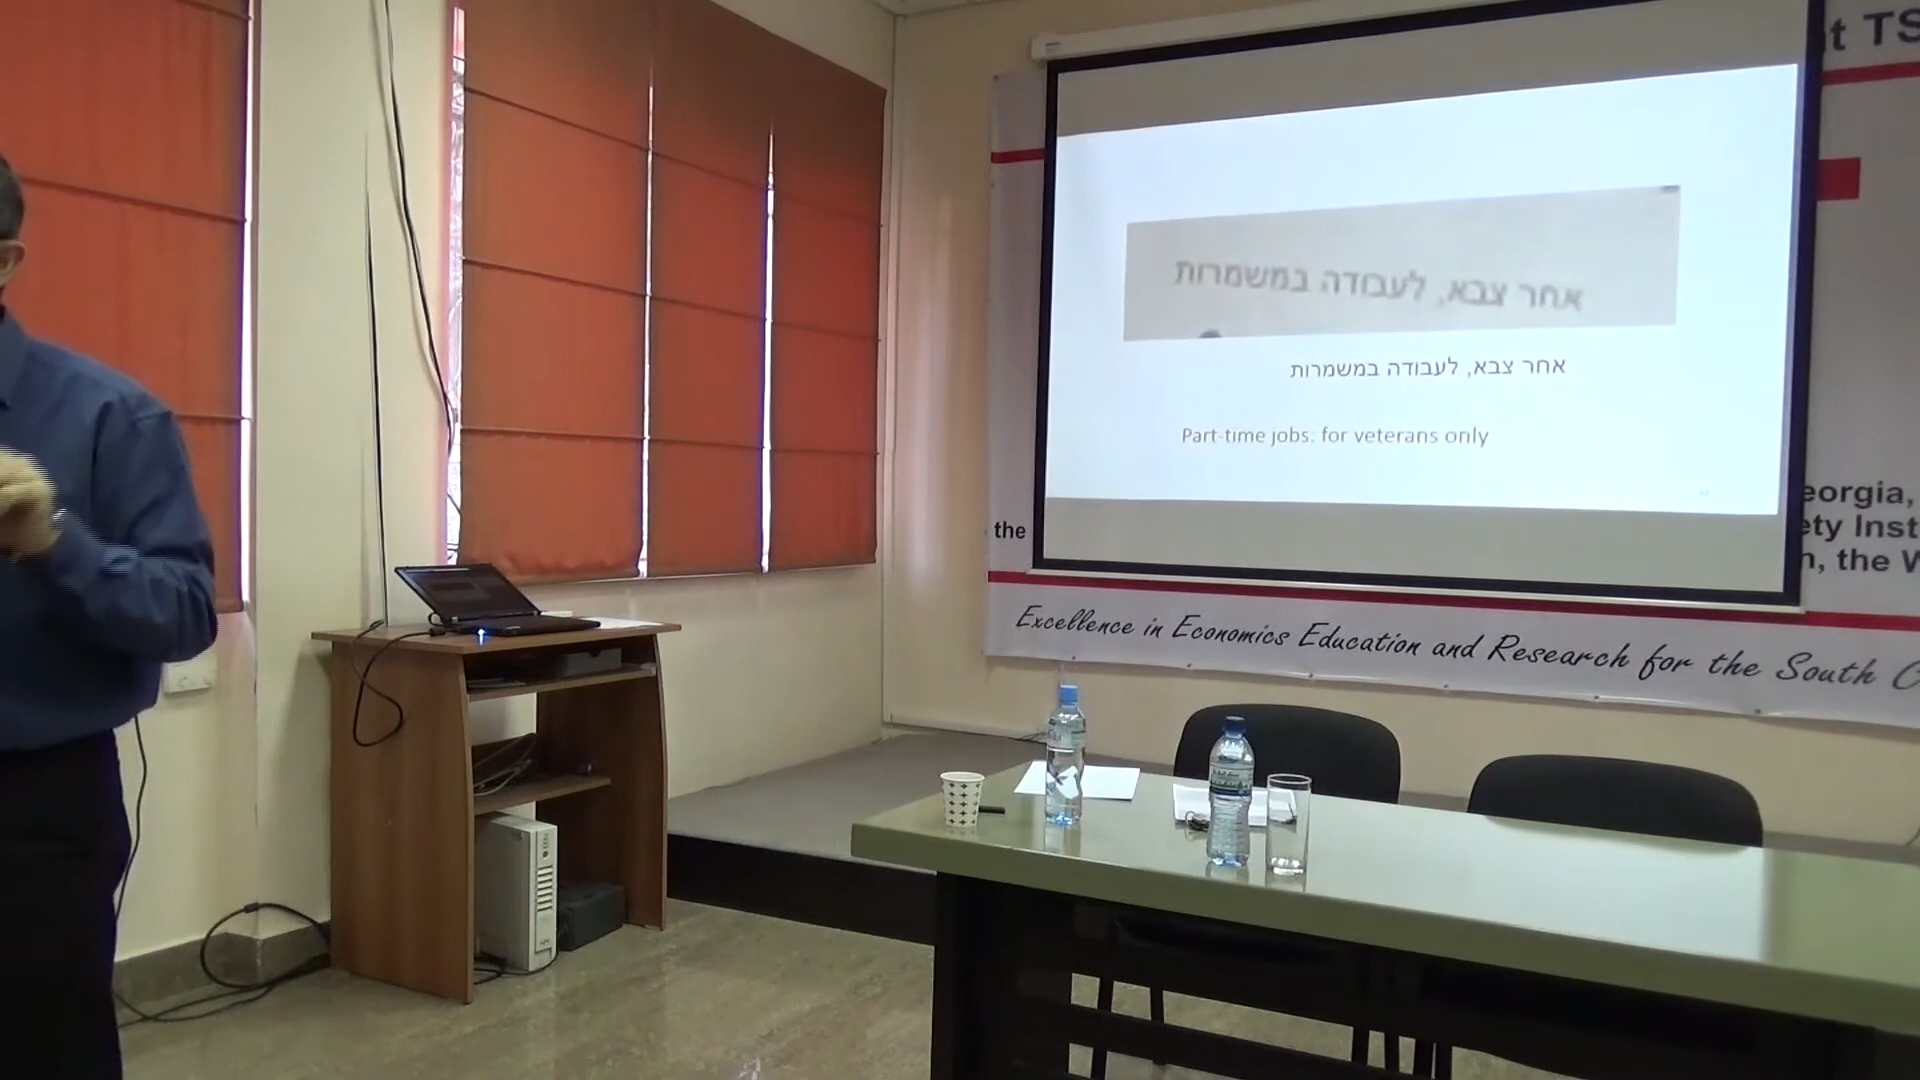 t TS
אחר צבא, לעבודה במשמרות
אחר צבא, לעבודה במשמרות
Part-time jobs: for veterans only
the
eorgia,
ety Inst
n, the W
Excellence in Economics Education and Research for the South C